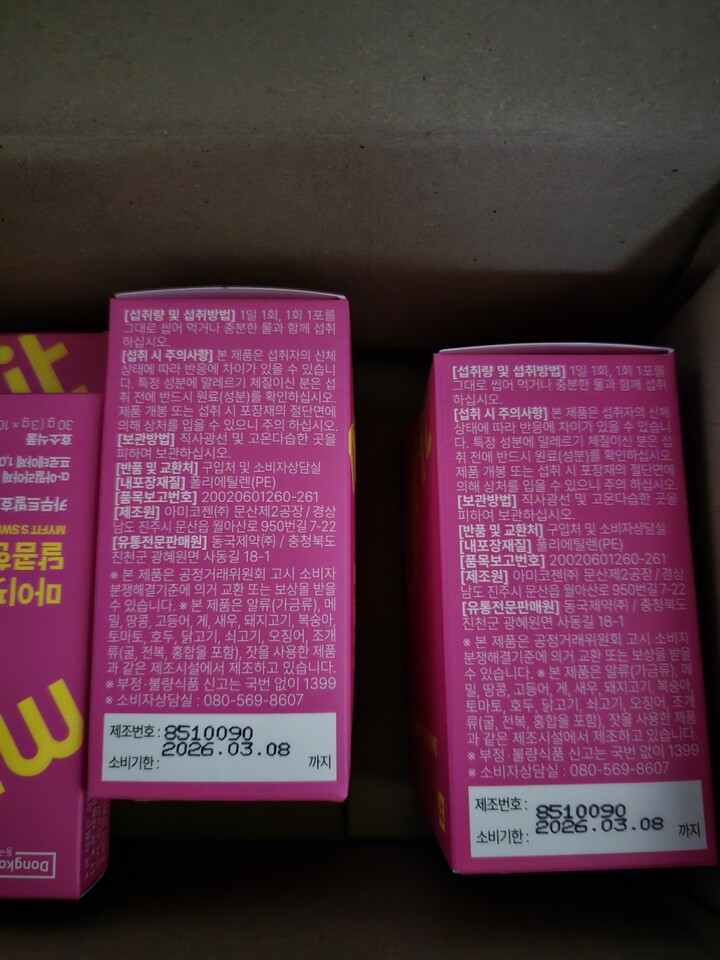 [섭취량 및 섭취방법] 1일 1회, 1회 1포를
그대로 씹어 먹거나 충분한 물과 함께 섭취
하십시오.
[섭취 시 주의사항] 본 제품은 섭취자의 신체
상태에 따라 반응에 차이가 있을 수 있습니
다. 특정 성분에 알레르기 체질이신 분은 섭
취 전에 반드시 원료(성분)를 확인하십시오.
제품 개봉 또는 섭취 시 포장재의 절단면에
의해 상처를 입을 수 있으니 주의 하십시오.
[보관방법] 직사광선 및 고온다습한 곳을
피하여 보관하십시오.
[반품 및 교환처] 구입처 및 소비자상담실
[내포장재질] 폴리에틸렌(PE)
[품목보고번호] 20020601260-261
[제조원] 아미코젠(주) 문산제2공장 / 경상
남도 진주시 문산읍 월아산로 950번길 7-22
[유통전문판매원] 동국제약(주) / 충청북도
진천군 광혜원면 사동길 18-1
※ 본 제품은 공정거래위원회 고시 소비자
분쟁해결기준에 의거 교환 또는 보상을 받을
수 있습니다. ※ 본 제품은 알류(가금류), 메
밀, 땅콩, 고등어, 게, 새우, 돼지고기, 복숭아,
토마토, 호두, 닭고기, 쇠고기, 오징어, 조개
류(굴, 전복, 홍합을 포함), 잣을 사용한 제품
과 같은 제조시설에서 제조하고 있습니다.
※ 부정·불량식품 신고는 국번 없이 1399
※ 소비자상담실 : 080-569-8607
제조번호 : 8510090
2026.03.08
소비기한 : 까지
[섭취량 및 섭취방법] 1일 1회, 1회 1포를
그대로 씹어 먹거나 충분한 물과 함께 섭취
하십시오.
[섭취 시 주의사항] 본 제품은 섭취자의 신체
상태에 따라 반응에 차이가 있을 수 있습니
다. 특정 성분에 알레르기 체질이신 분은 섭
취 전에 반드시 원료(성분)를 확인하십시오.
제품 개봉 또는 섭취 시 포장재의 절단면에
의해 상처를 입을 수 있으니 주의 하십시오.
[보관방법] 직사광선 및 고온다습한 곳을
피하여 보관하십시오.
[반품 및 교환처] 구입처 및 소비자상담실
[내포장재질] 폴리에틸렌(PE)
[품목보고번호] 20020601260-261
[제조원] 아미코젠(주) 문산제2공장 / 경상
남도 진주시 문산읍 월아산로 950번길 7-22
[유통전문판매원] 동국제약(주) / 충청북도
진천군 광혜원면 사동길 18-1
※ 본 제품은 공정거래위원회 고시 소비자
분쟁해결기준에 의거 교환 또는 보상을 받을
수 있습니다. ※ 본 제품은 알류(가금류), 메
밀, 땅콩, 고등어, 게, 새우, 돼지고기, 복숭아,
토마토, 호두, 닭고기, 쇠고기, 오징어, 조개
류(굴, 전복, 홍합을 포함), 잣을 사용한 제품
과 같은 제조시설에서 제조하고 있습니다.
※ 부정·불량식품 신고는 국번 없이 1399
※ 소비자상담실 : 080-569-8607
제조번호 : 8510090
2026.03.08
소비기한 : 까지
Dongko
마이
달콤한
MYFIT'S SW
카무트발효
α-아밀라아제
프로테아제 1,0
효소식품
30 g (3 g × 10
it